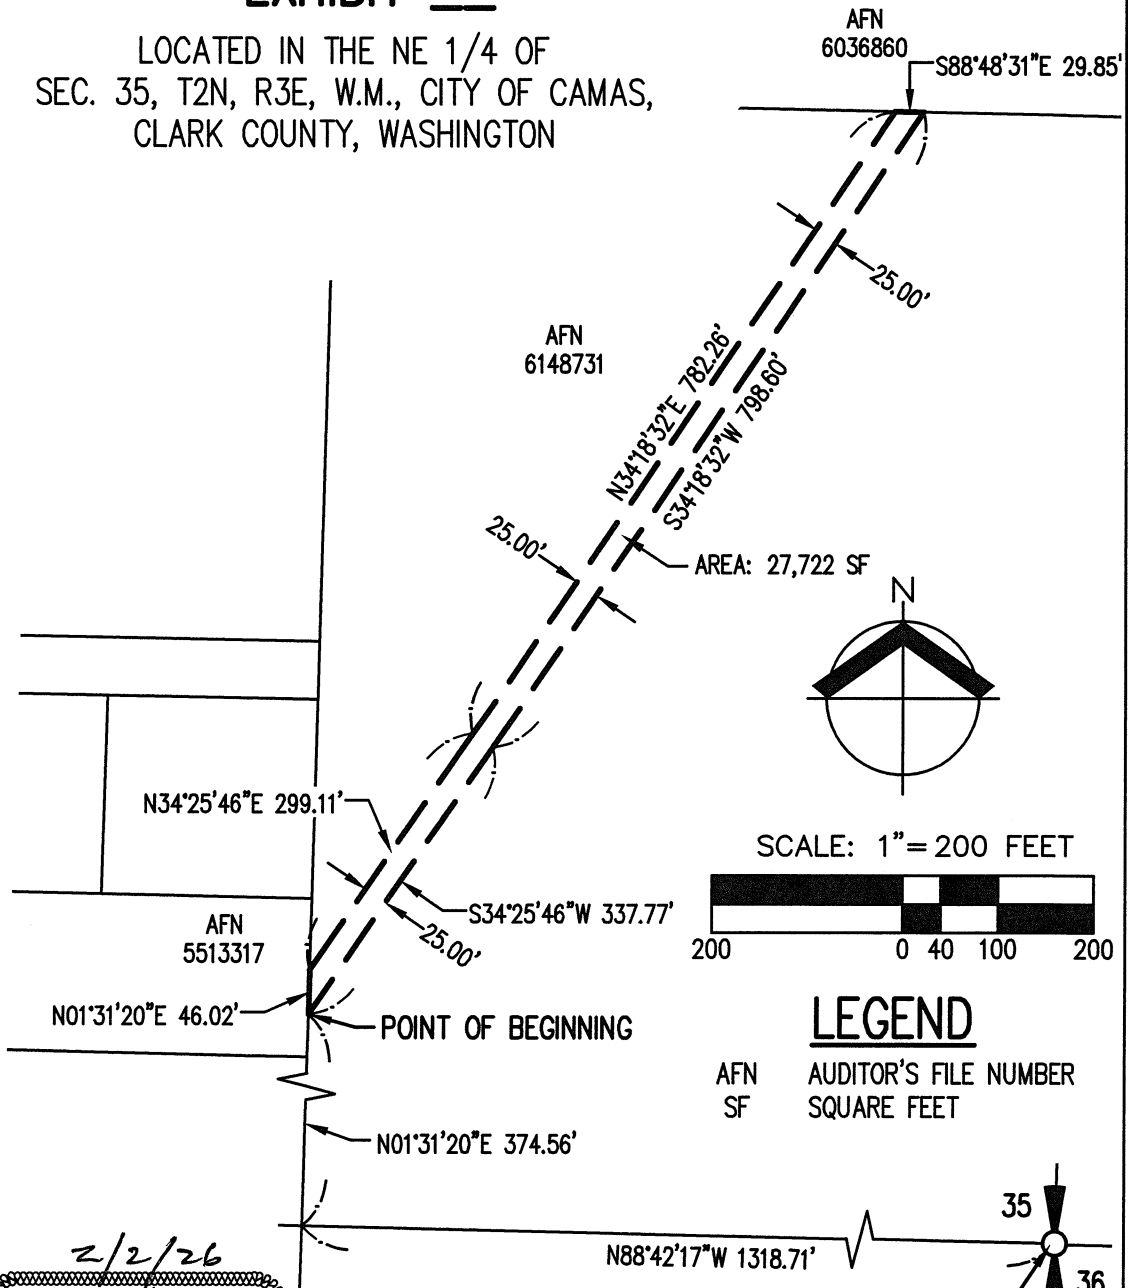 LOCATED IN THE NE 1/4 OF
SEC. 35, T2N, R3E, W.M., CITY OF CAMAS,
CLARK COUNTY, WASHINGTON
AFN
6036860
S88°48'31"E 29.85'
25.00'
AFN
6148731
N34°18'32"E 782.26'
S34°18'32"W 798.60'
25.00'
AREA: 27,722 SF
N
N34°25'46"E 299.11'
SCALE: 1"= 200 FEET
200 0 40 100 200
S34°25'46"W 337.77'
25.00'
AFN
5513317
N01°31'20"E 46.02'
POINT OF BEGINNING
LEGEND
AFN AUDITOR'S FILE NUMBER
SF SQUARE FEET
N01°31'20"E 374.56'
35
N88°42'17"W 1318.71'
36
2/2/26